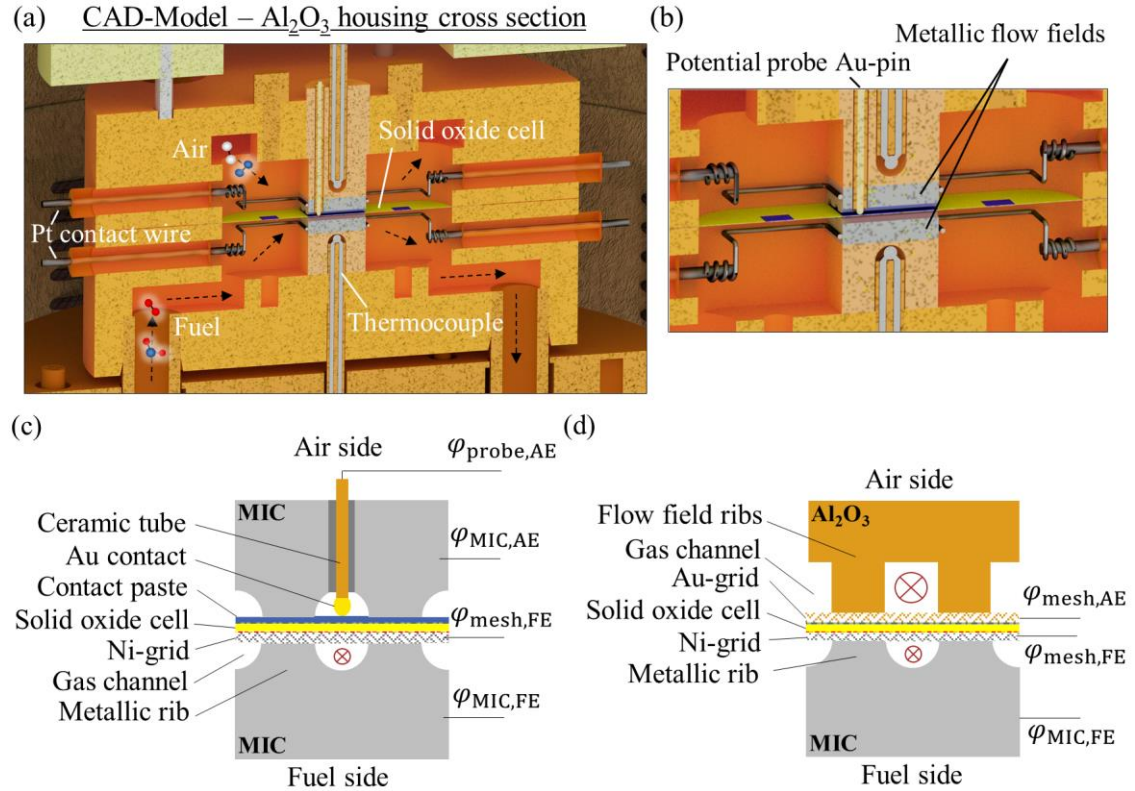 (a)
CAD-Model – Al2O3 housing cross section
Air
Solid oxide cell
Pt contact wire
Fuel
Thermocouple
(b)
Metallic flow fields
Potential probe Au-pin
(c)
Air side
φprobe,AE
MIC
Ceramic tube
φMIC,AE
Au contact
Contact paste
Solid oxide cell
φmesh,FE
Ni-grid
Gas channel
Metallic rib
φMIC,FE
MIC
Fuel side
(d)
Air side
Al2O3
Flow field ribs
Gas channel
Au-grid
φmesh,AE
Solid oxide cell
Ni-grid
φmesh,FE
Metallic rib
φMIC,FE
MIC
Fuel side